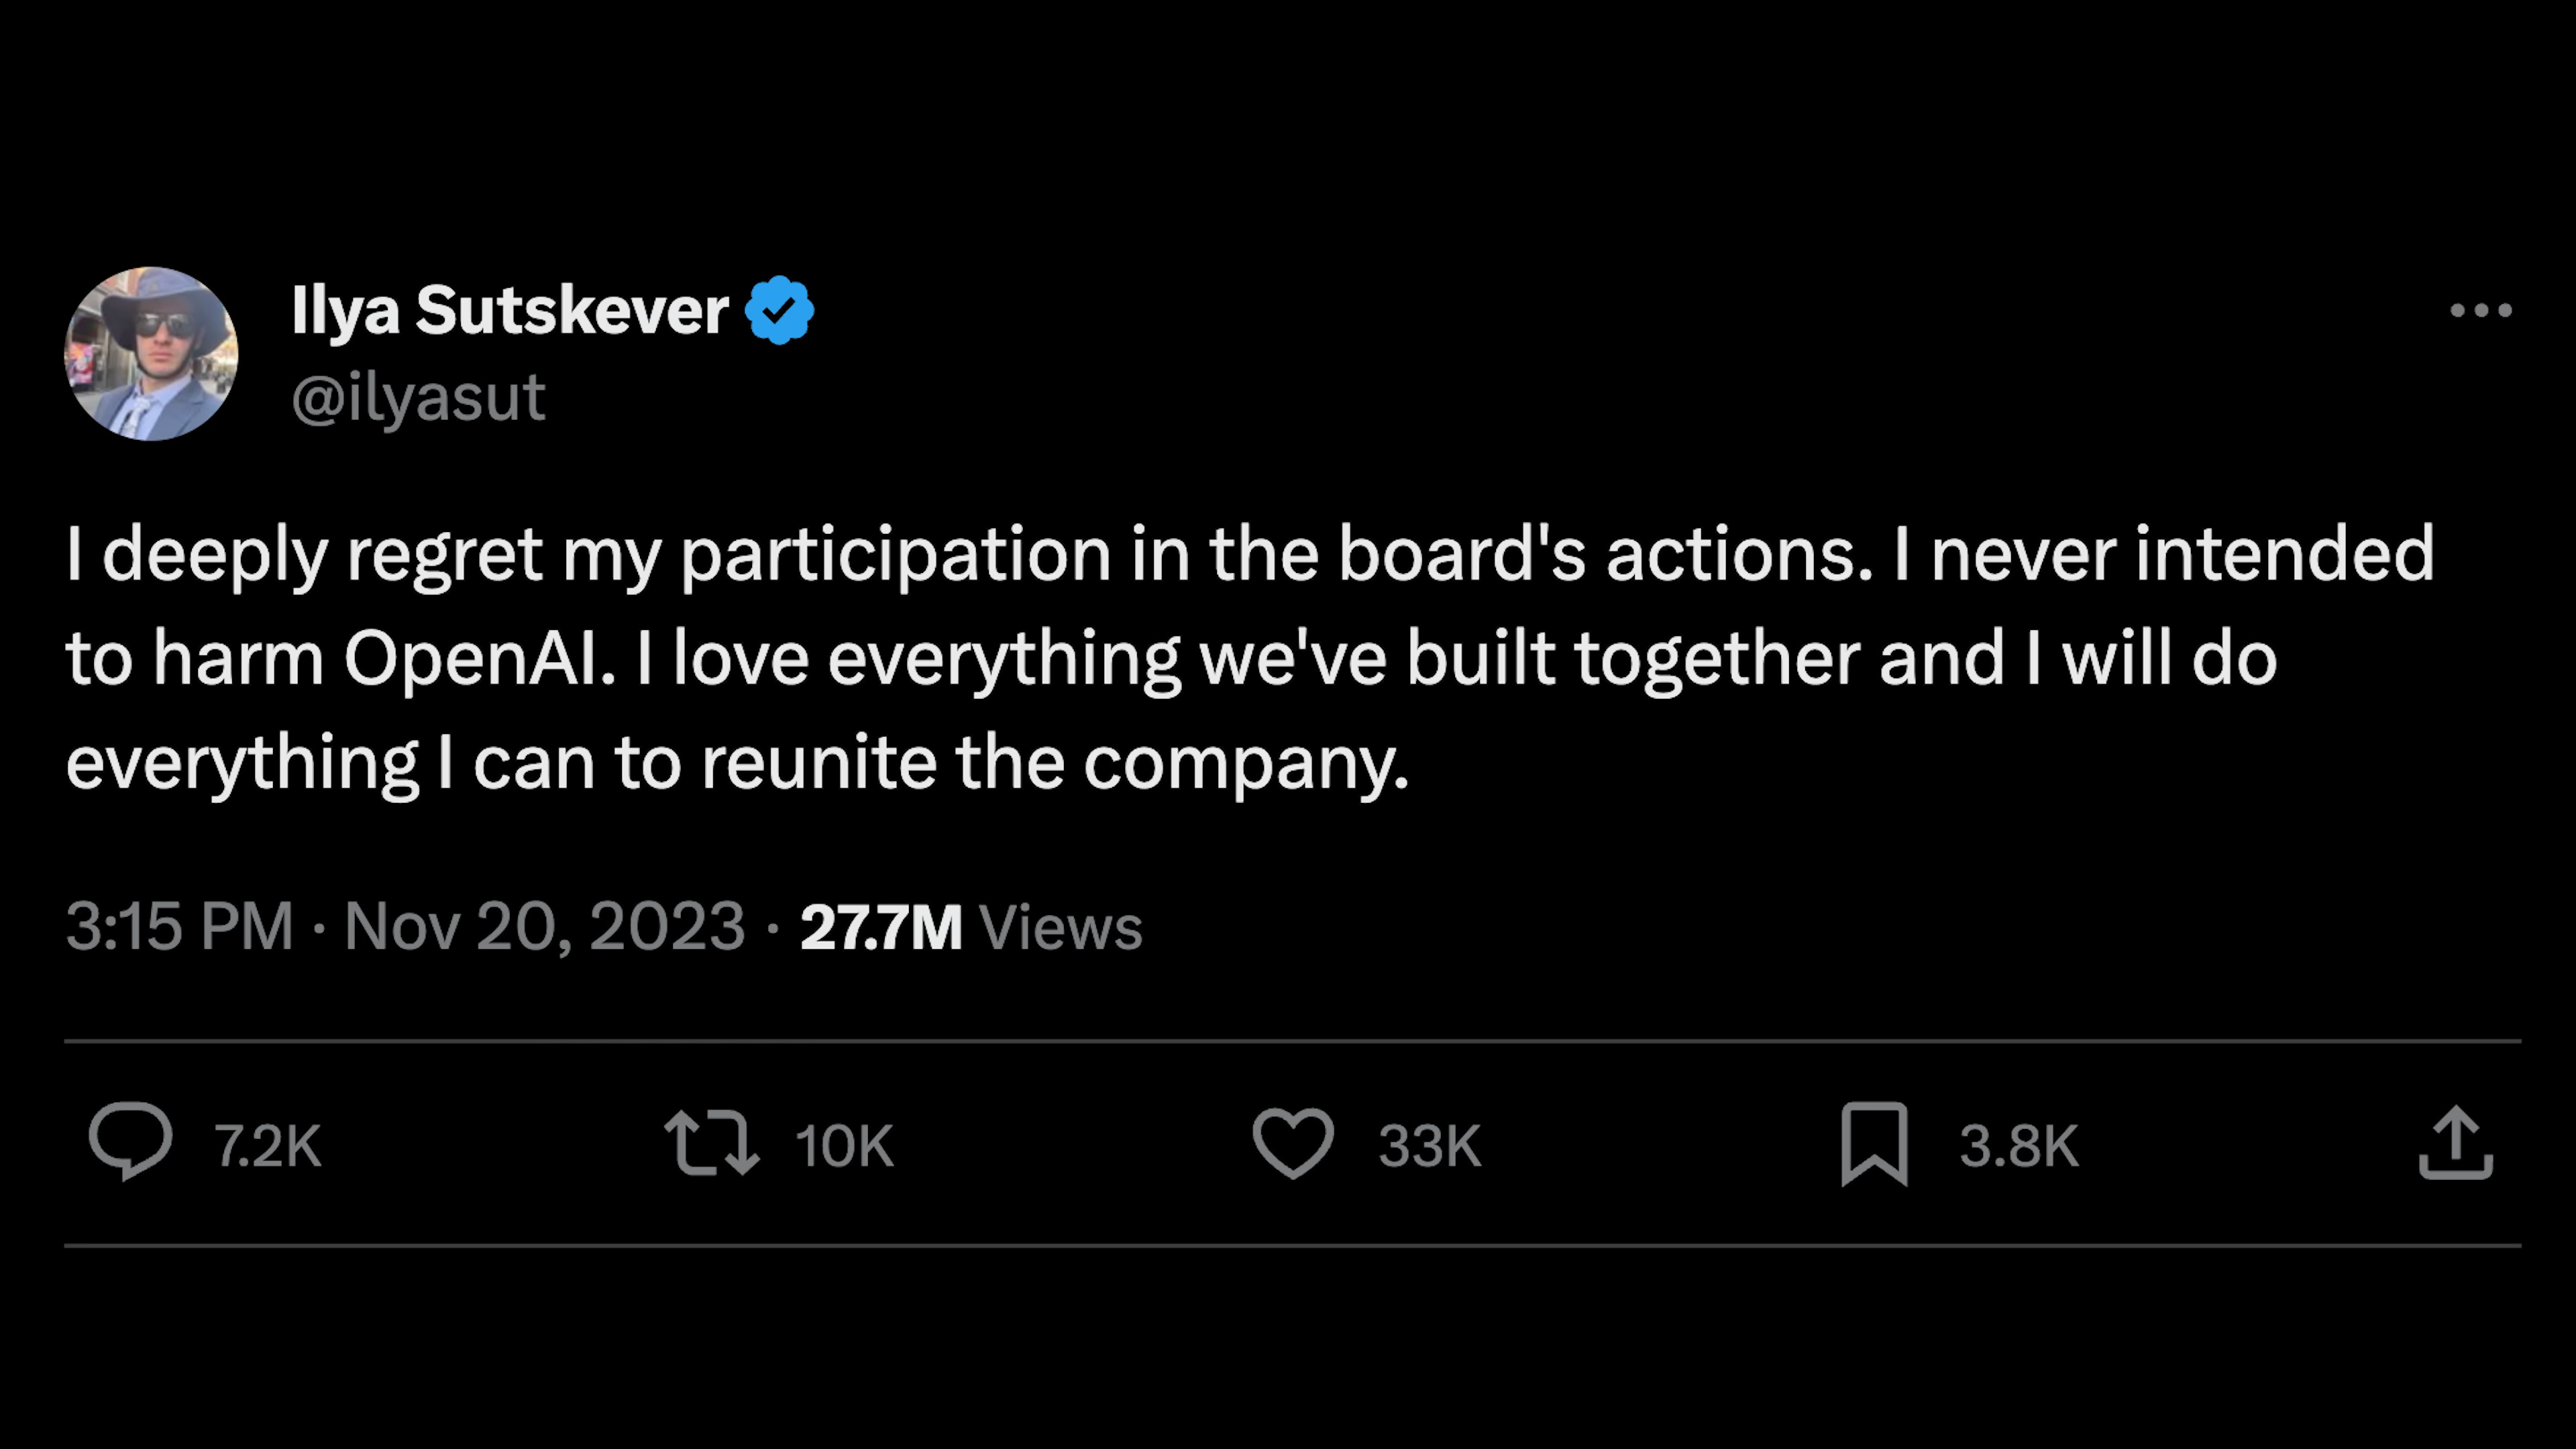 Ilya Sutskever
@ilyasut
I deeply regret my participation in the board's actions. I never intended
to harm OpenAI. I love everything we've built together and I will do
everything I can to reunite the company.
3:15 PM · Nov 20, 2023 · 27.7M Views
7.2K 10K 33K 3.8K